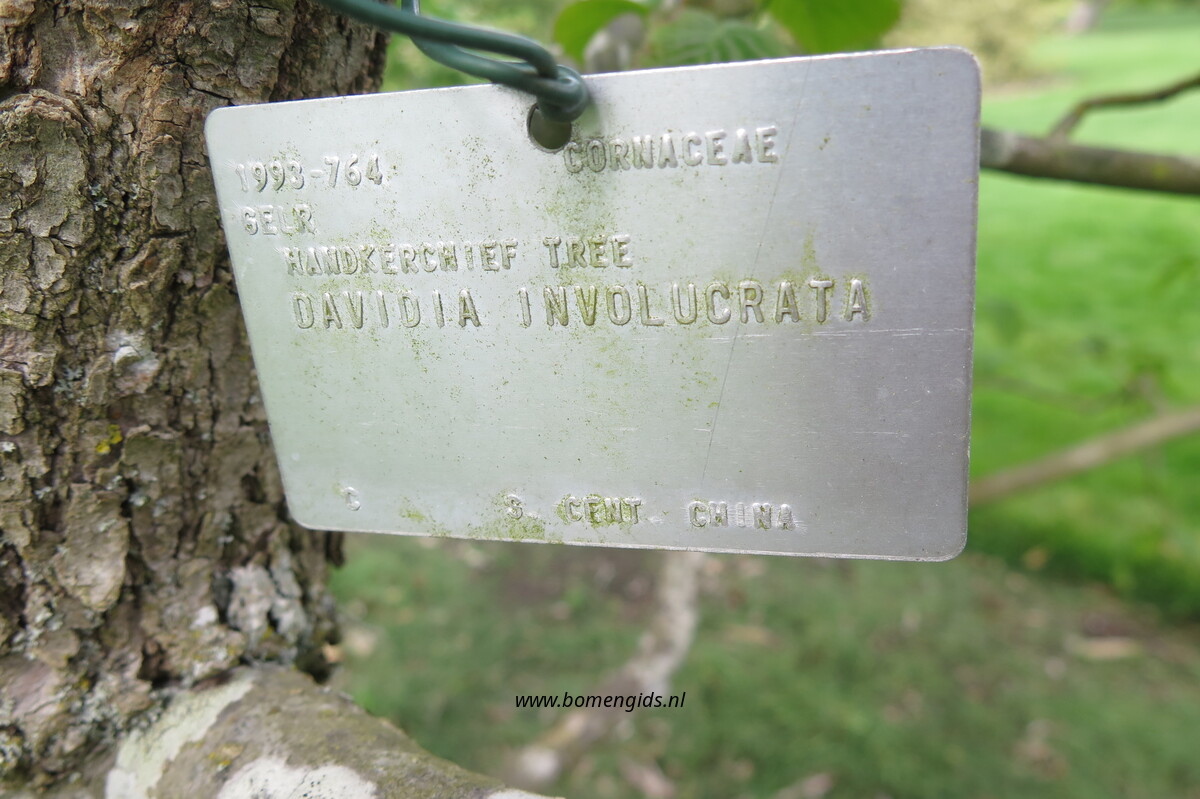 1993-764 CORNACEAE
GELR
HANDKERCHIEF TREE
DAVIDIA INVOLUCRATA
S. CENT. CHINA
www.bomengids.nl